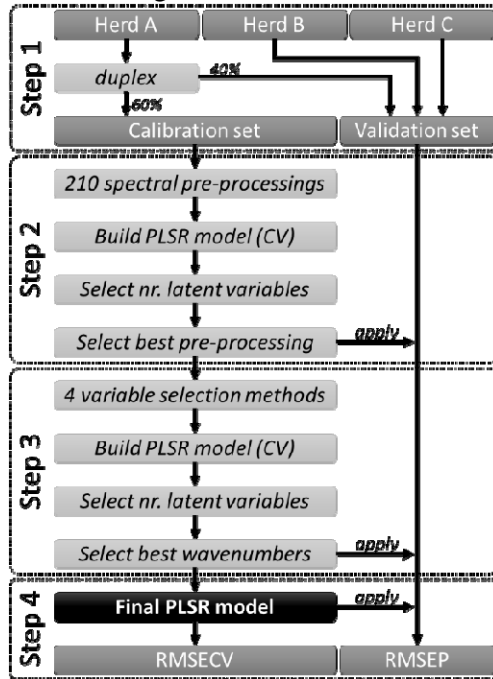 Step 1
Herd A
Herd B
Herd C
duplex
40%
60%
Calibration set
Validation set
Step 2
210 spectral pre-processings
Build PLSR model (CV)
Select nr. latent variables
Select best pre-processing
apply
Step 3
4 variable selection methods
Build PLSR model (CV)
Select nr. latent variables
Select best wavenumbers
apply
Step 4
Final PLSR model
apply
RMSECV
RMSEP